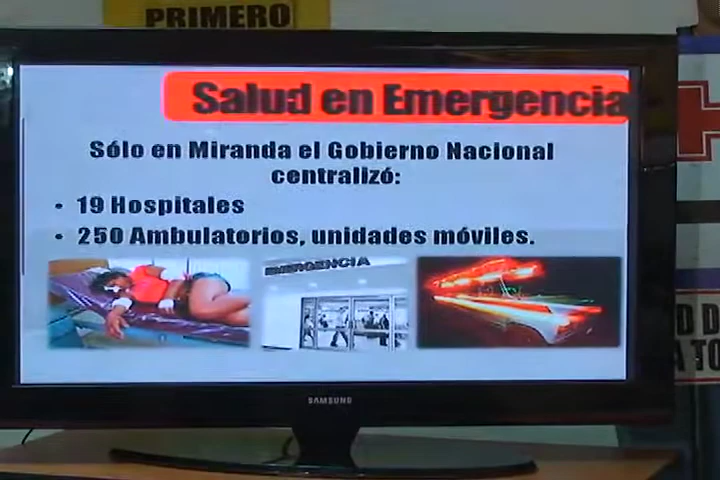 PRIMERO
Salud en Emergencia
Sólo en Miranda el Gobierno Nacional
centralizó:
• 19 Hospitales
• 250 Ambulatorios, unidades móviles.
EMERGENCIA
SAMSUNG